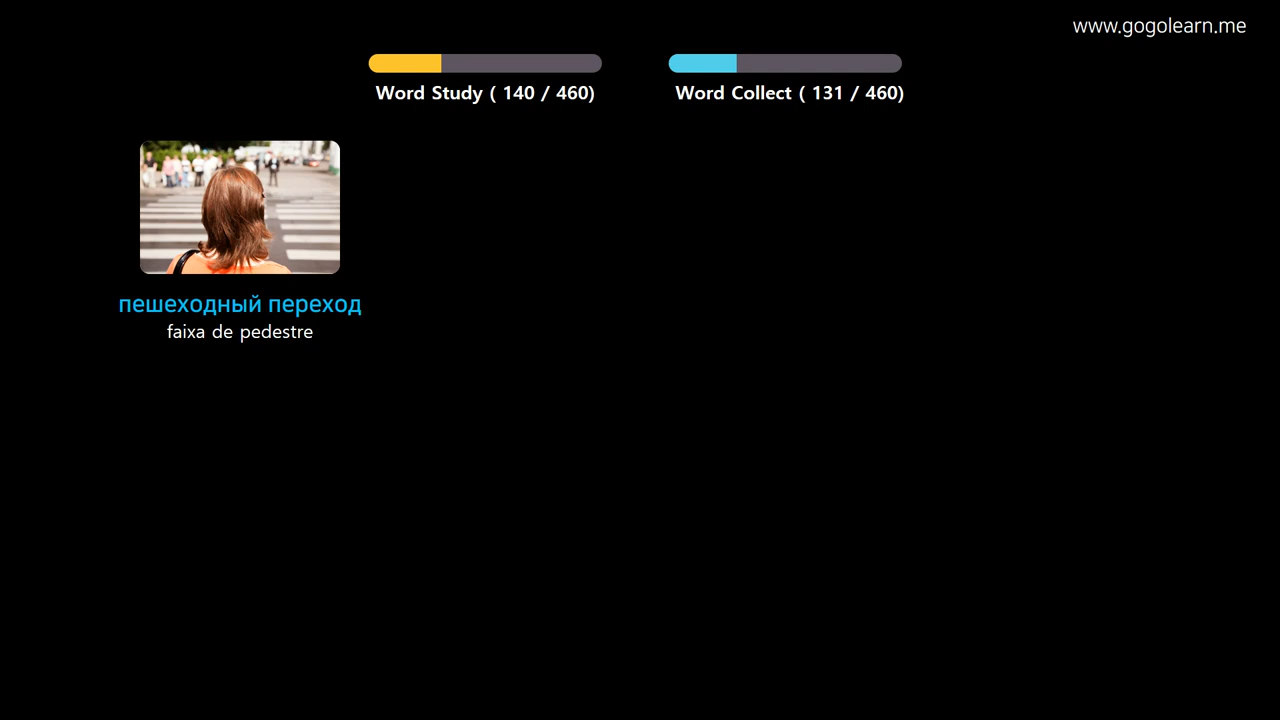 www.gogolearn.me
Word Study ( 140 / 460)
Word Collect ( 131 / 460)
пешеходный переход
faixa de pedestre